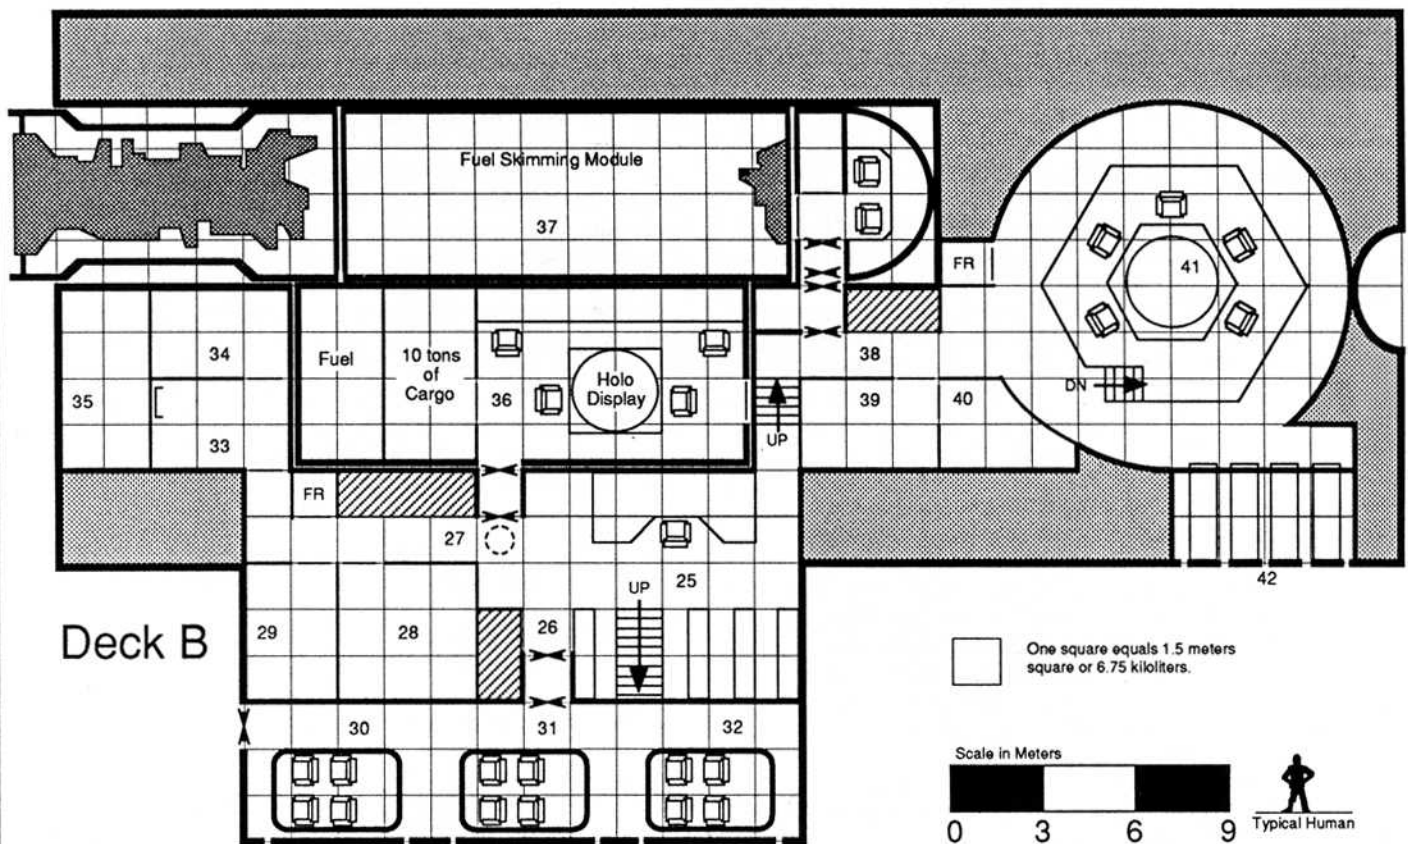 Fuel Skimming Module
37
FR
41
34
Fuel
10 tons
of
Cargo
36
Holo
Display
38
35
39
40
DN
33
UP
FR
27
25
42
UP
Deck B
29
28
26
One square equals 1.5 meters
square or 6.75 kiloliters.
30
31
32
Scale in Meters
0 3 6 9
Typical Human